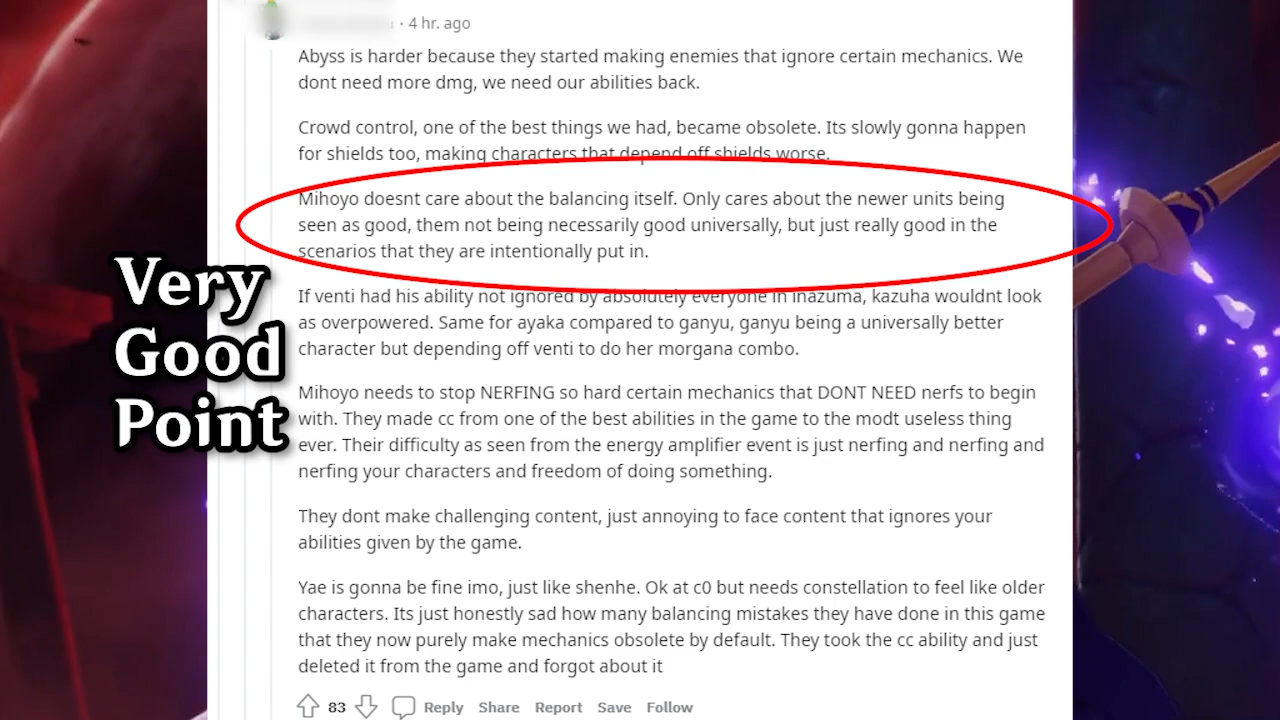 · 4 hr. ago
Abyss is harder because they started making enemies that ignore certain mechanics. We
dont need more dmg, we need our abilities back.
Crowd control, one of the best things we had, became obsolete. Its slowly gonna happen
for shields too, making characters that depend off shields worse.
Mihoyo doesnt care about the balancing itself. Only cares about the newer units being
seen as good, them not being necessarily good universally, but just really good in the
scenarios that they are intentionally put in.
If venti had his ability not ignored by absolutely everyone in inazuma, kazuha wouldnt look
as overpowered. Same for ayaka compared to ganyu, ganyu being a universally better
character but depending off venti to do her morgana combo.
Mihoyo needs to stop NERFING so hard certain mechanics that DONT NEED nerfs to begin
with. They made cc from one of the best abilities in the game to the modt useless thing
ever. Their difficulty as seen from the energy amplifier event is just nerfing and nerfing and
nerfing your characters and freedom of doing something.
They dont make challenging content, just annoying to face content that ignores your
abilities given by the game.
Yae is gonna be fine imo, just like shenhe. Ok at c0 but needs constellation to feel like older
characters. Its just honestly sad how many balancing mistakes they have done in this game
that they now purely make mechanics obsolete by default. They took the cc ability and just
deleted it from the game and forgot about it
83 Reply Share Report Save Follow
Very
Good
Point